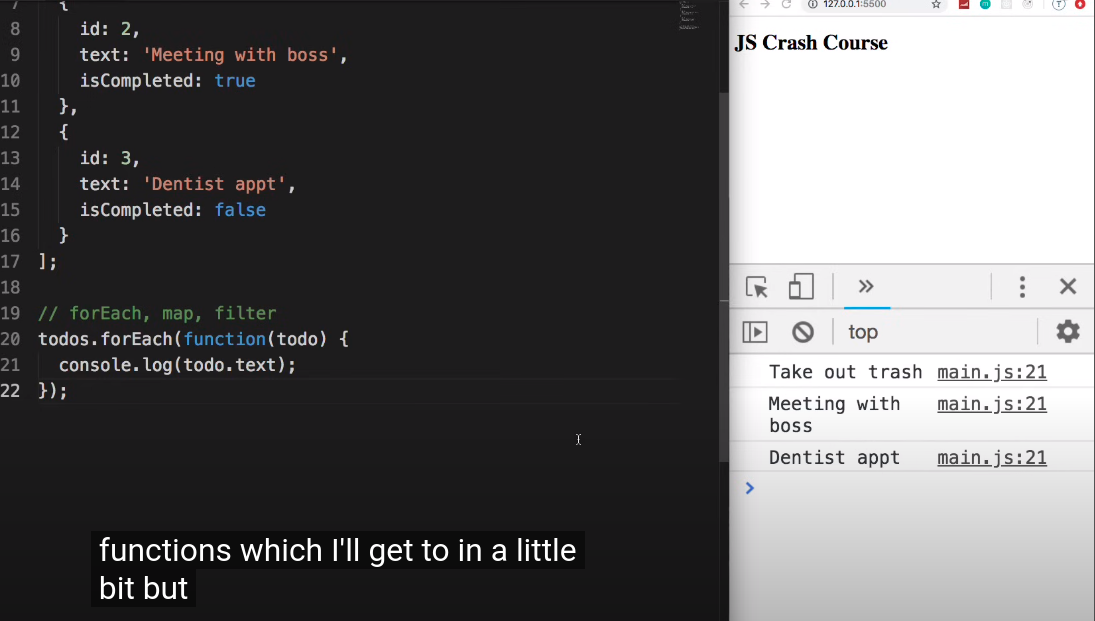 7 {
8 id: 2,
9 text: 'Meeting with boss',
10 isCompleted: true
11 },
12 {
13 id: 3,
14 text: 'Dentist appt',
15 isCompleted: false
16 }
17 ];
18
19 // forEach, map, filter
20 todos.forEach(function(todo) {
21 console.log(todo.text);
22 });
functions which I'll get to in a little
bit but
127.0.0.1:5500
JS Crash Course
top
Take out trash main.js:21
Meeting with main.js:21
boss
Dentist appt main.js:21